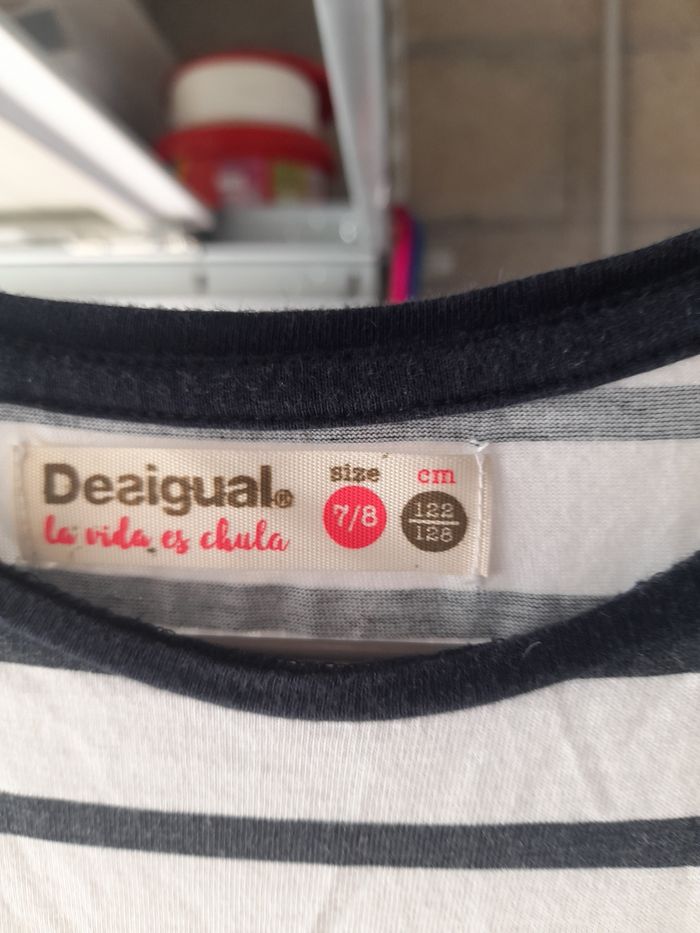 Desigual®
la vida es chula
size
7/8
cm
122
128